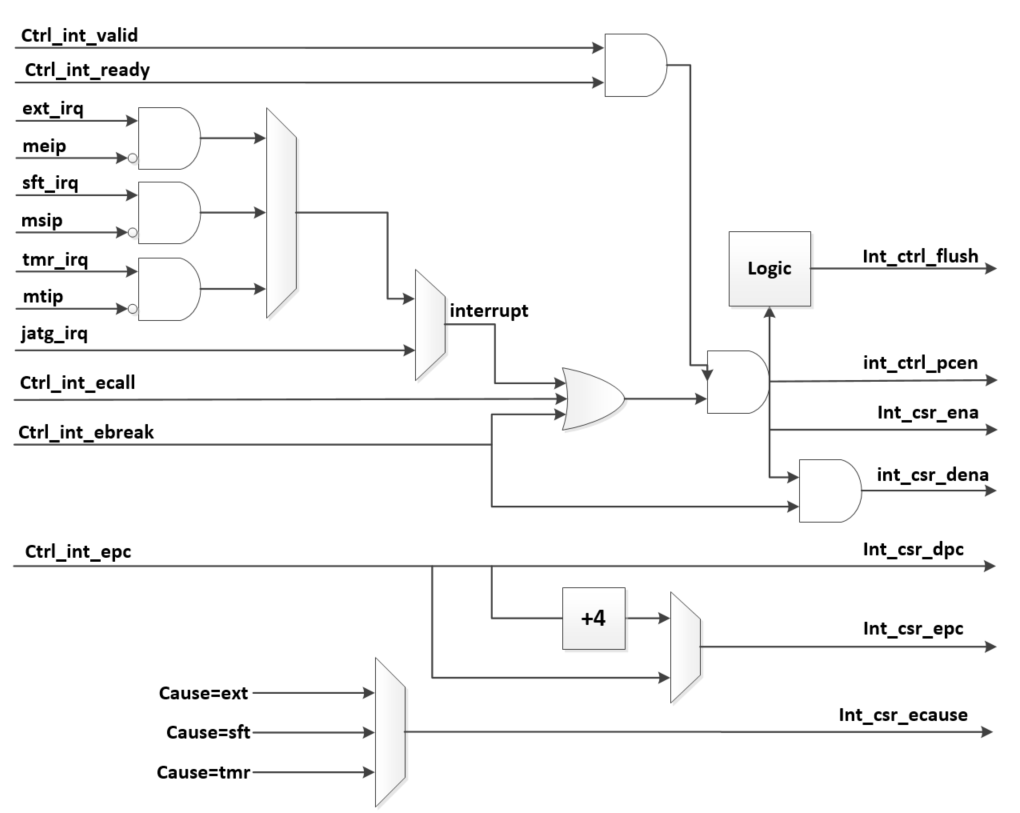 Ctrl_int_valid
Ctrl_int_ready
ext_irq
meip
sft_irq
msip
tmr_irq
mtip
jatg_irq
interrupt
Logic
Int_ctrl_flush
Ctrl_int_ecall
int_ctrl_pcen
Ctrl_int_ebreak
Int_csr_ena
int_csr_dena
Ctrl_int_epc
Int_csr_dpc
+4
Int_csr_epc
Cause=ext
Cause=sft
Cause=tmr
Int_csr_ecause